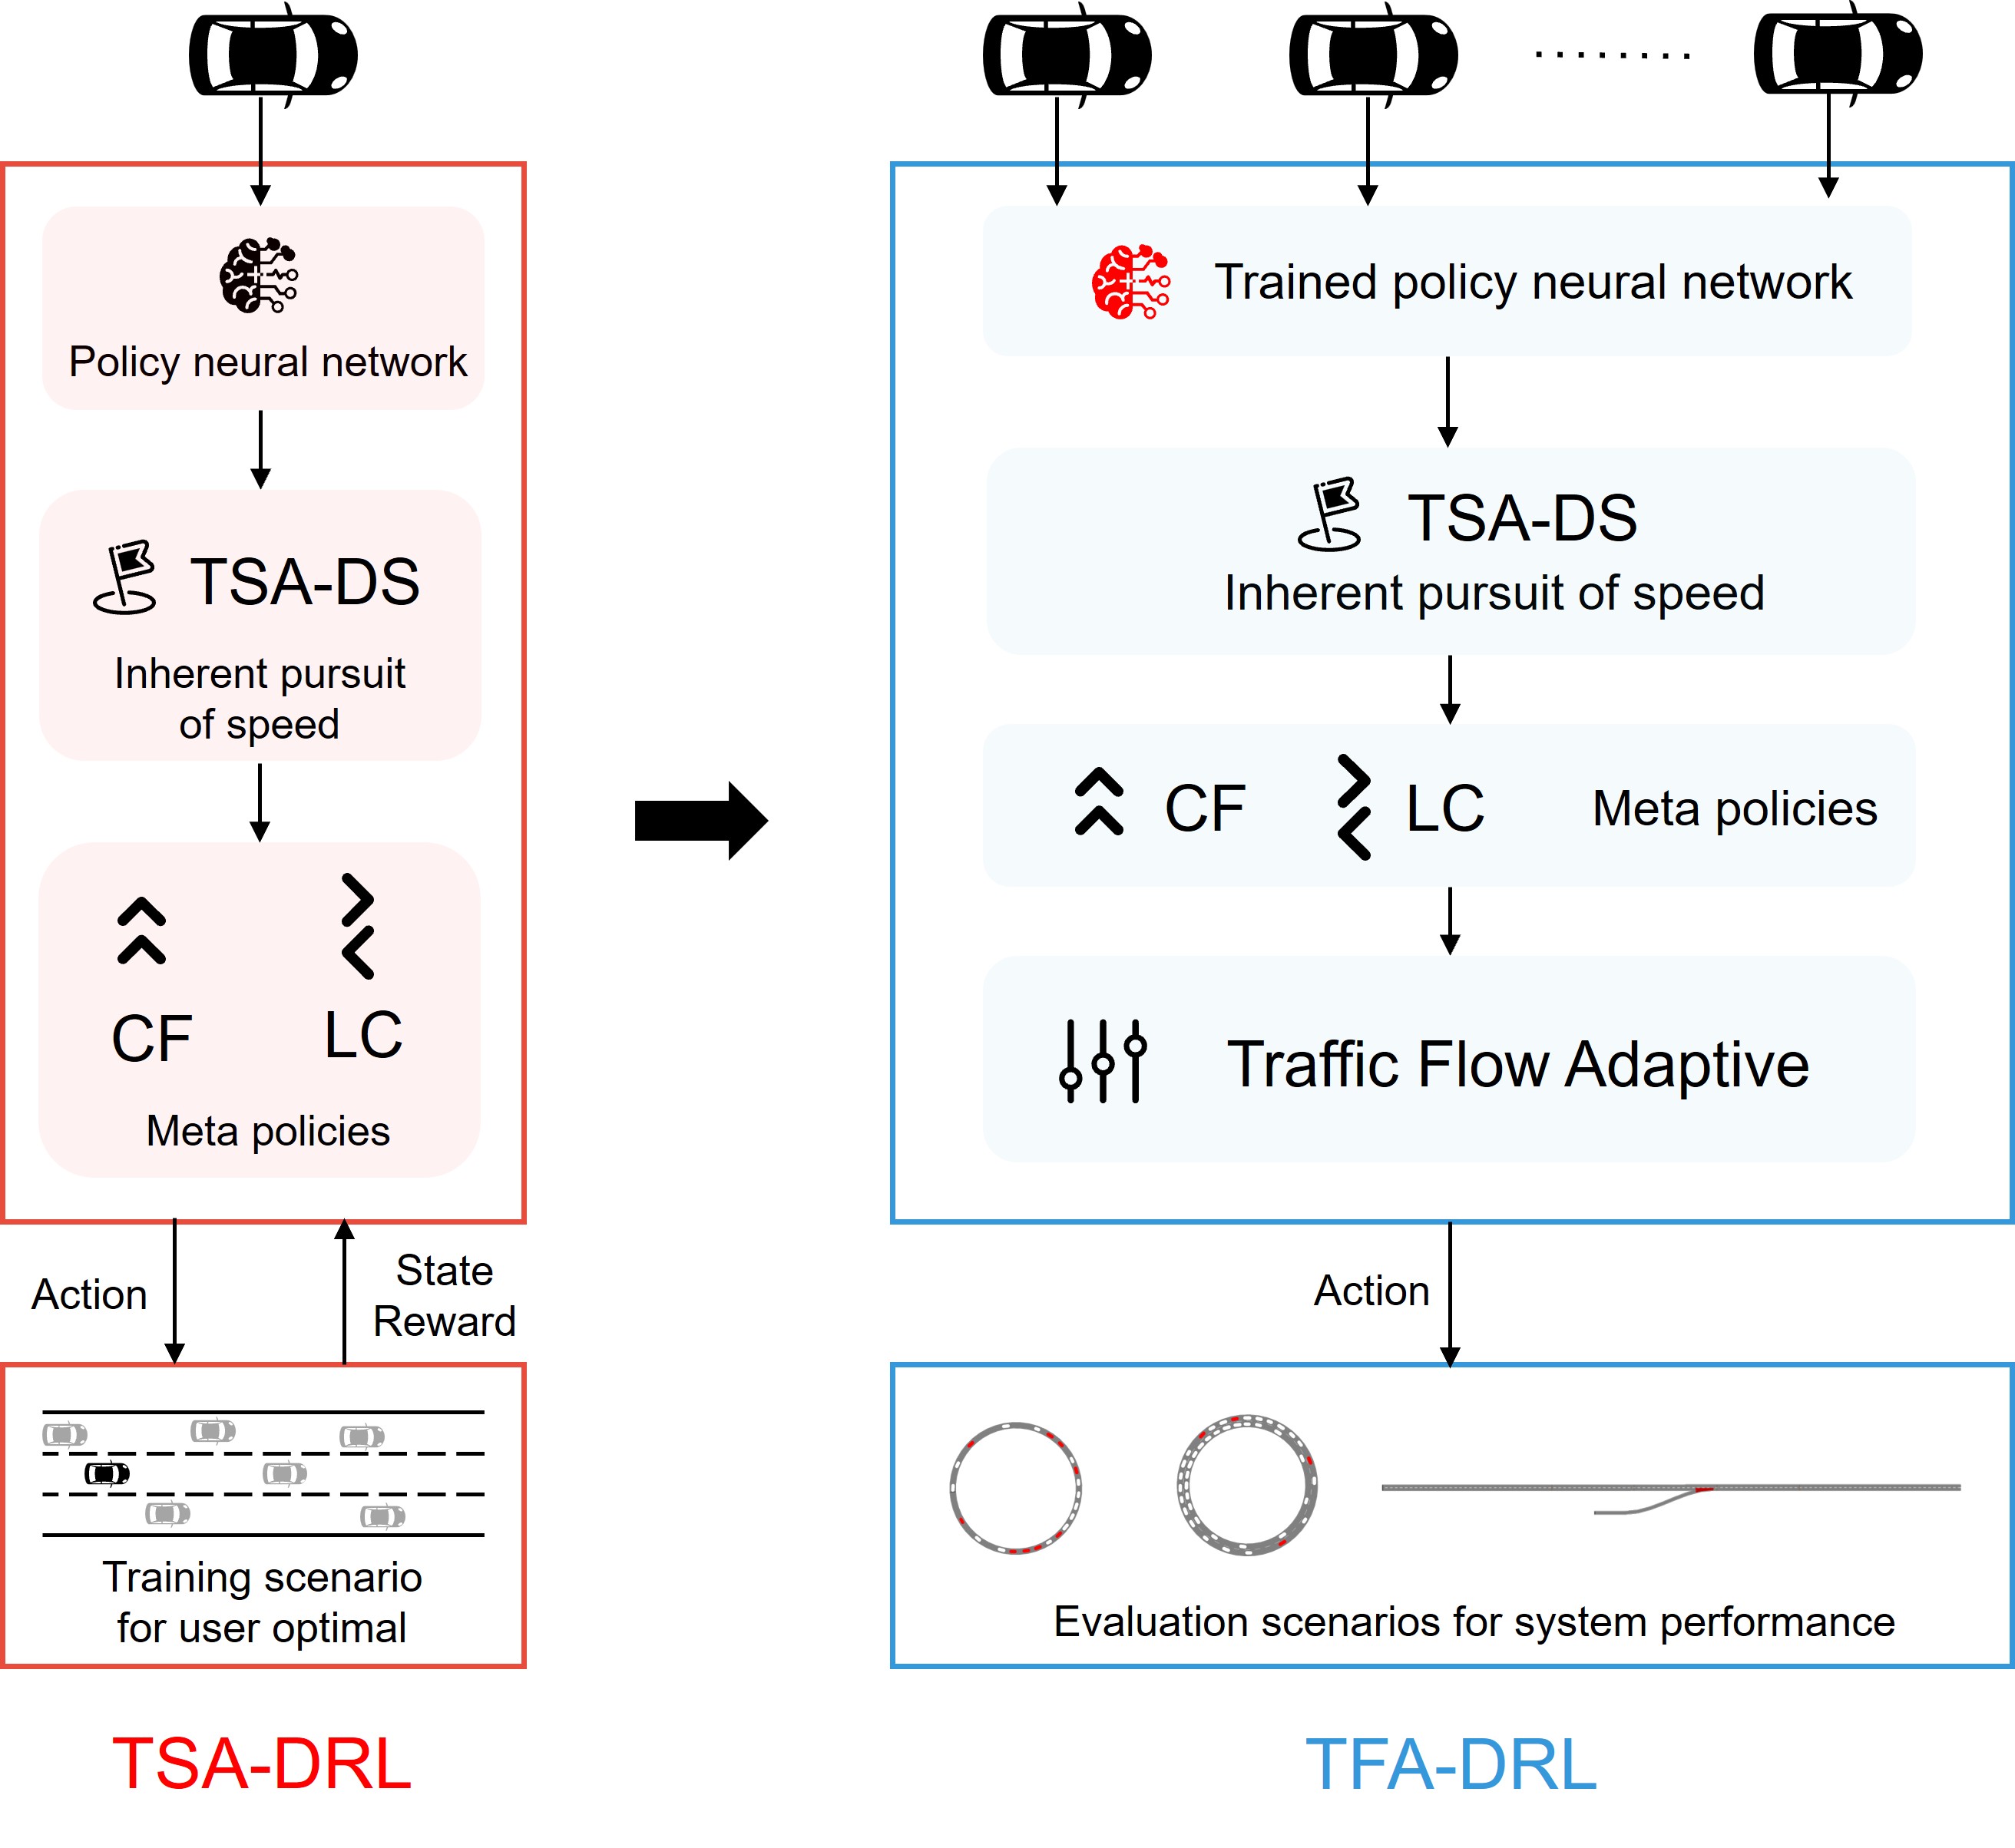 Policy neural network
TSA-DS
Inherent pursuit
of speed
CF
LC
Meta policies
Action
State
Reward
Training scenario
for user optimal
TSA-DRL
Trained policy neural network
TSA-DS
Inherent pursuit of speed
CF
LC
Meta policies
Traffic Flow Adaptive
Action
Evaluation scenarios for system performance
TFA-DRL